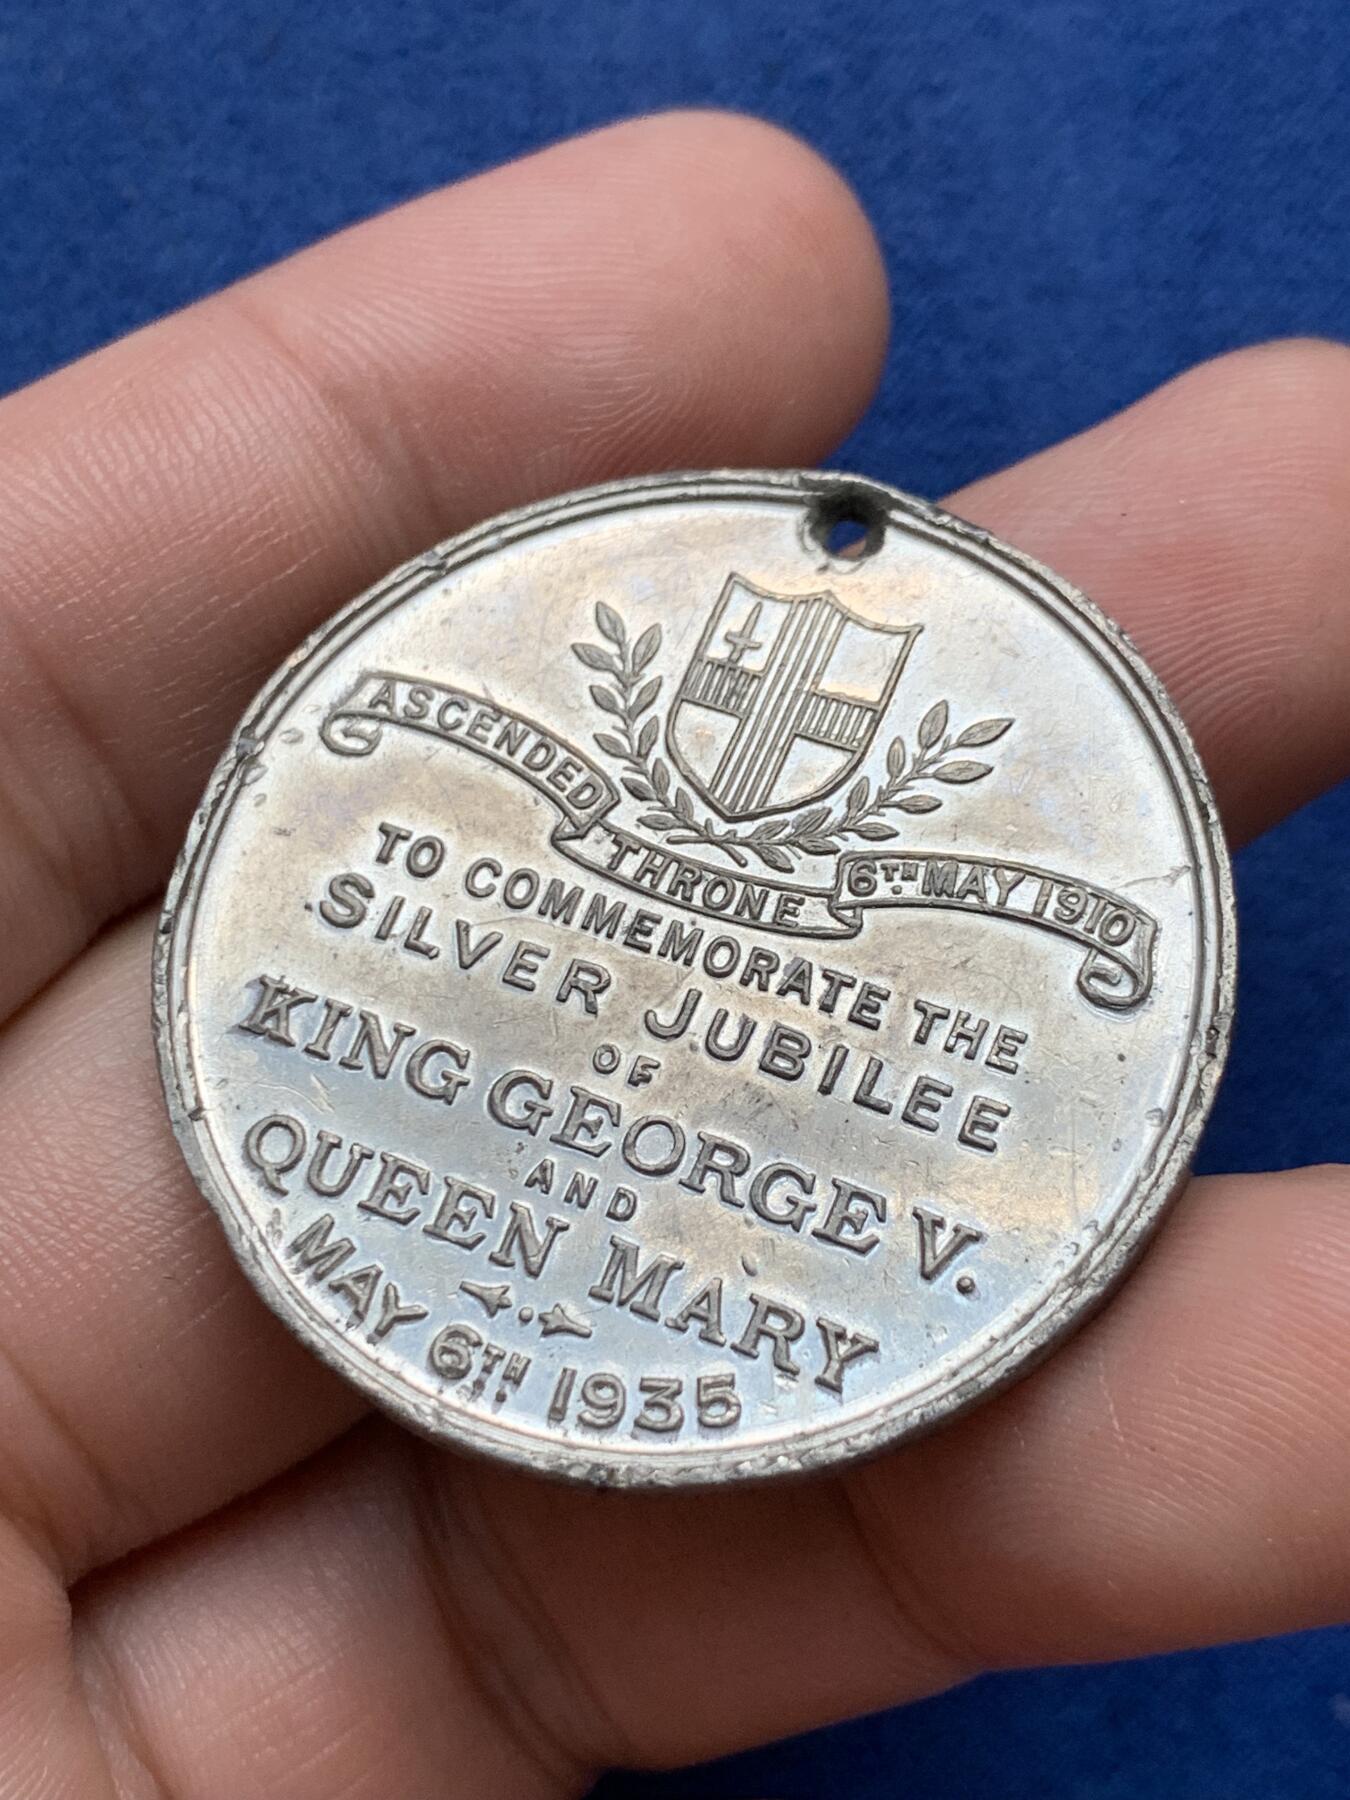 ASCENDED THRONE 6TH MAY 1910
TO COMMEMORATE THE
SILVER JUBILEE
OF
KING GEORGE V.
AND
QUEEN MARY
MAY 6TH 1935